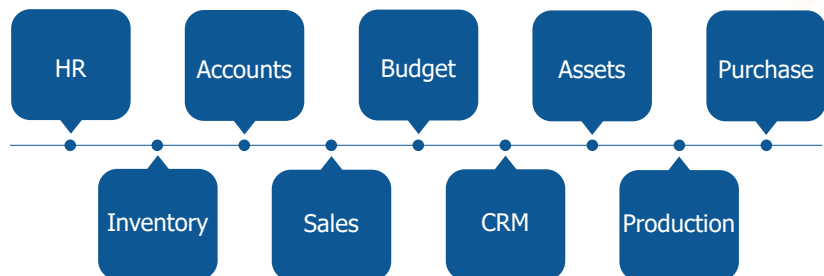 HR
Accounts
Budget
Assets
Purchase
Inventory
Sales
CRM
Production